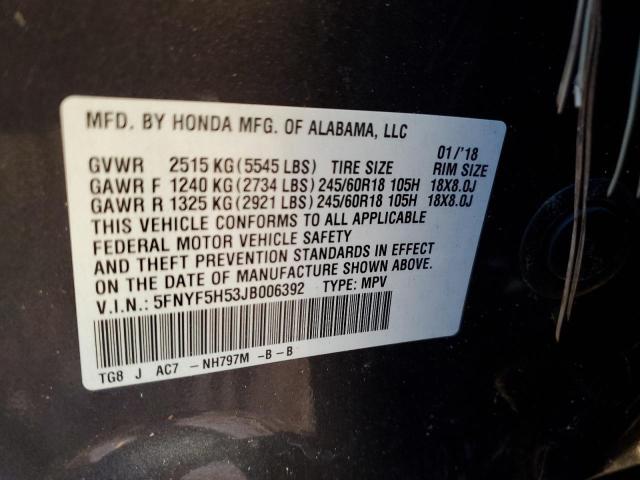 MFD. BY HONDA MFG. OF ALABAMA, LLC
01/'18
GVWR 2515 KG (5545 LBS) TIRE SIZE RIM SIZE
GAWR F 1240 KG (2734 LBS) 245/60R18 105H 18X8.0J
GAWR R 1325 KG (2921 LBS) 245/60R18 105H 18X8.0J
THIS VEHICLE CONFORMS TO ALL APPLICABLE
FEDERAL MOTOR VEHICLE SAFETY
AND THEFT PREVENTION STANDARDS IN EFFECT
ON THE DATE OF MANUFACTURE SHOWN ABOVE.
V.I.N.: 5FNYF5H53JB006392 TYPE: MPV
TG8 J AC7 -NH797M -B-B